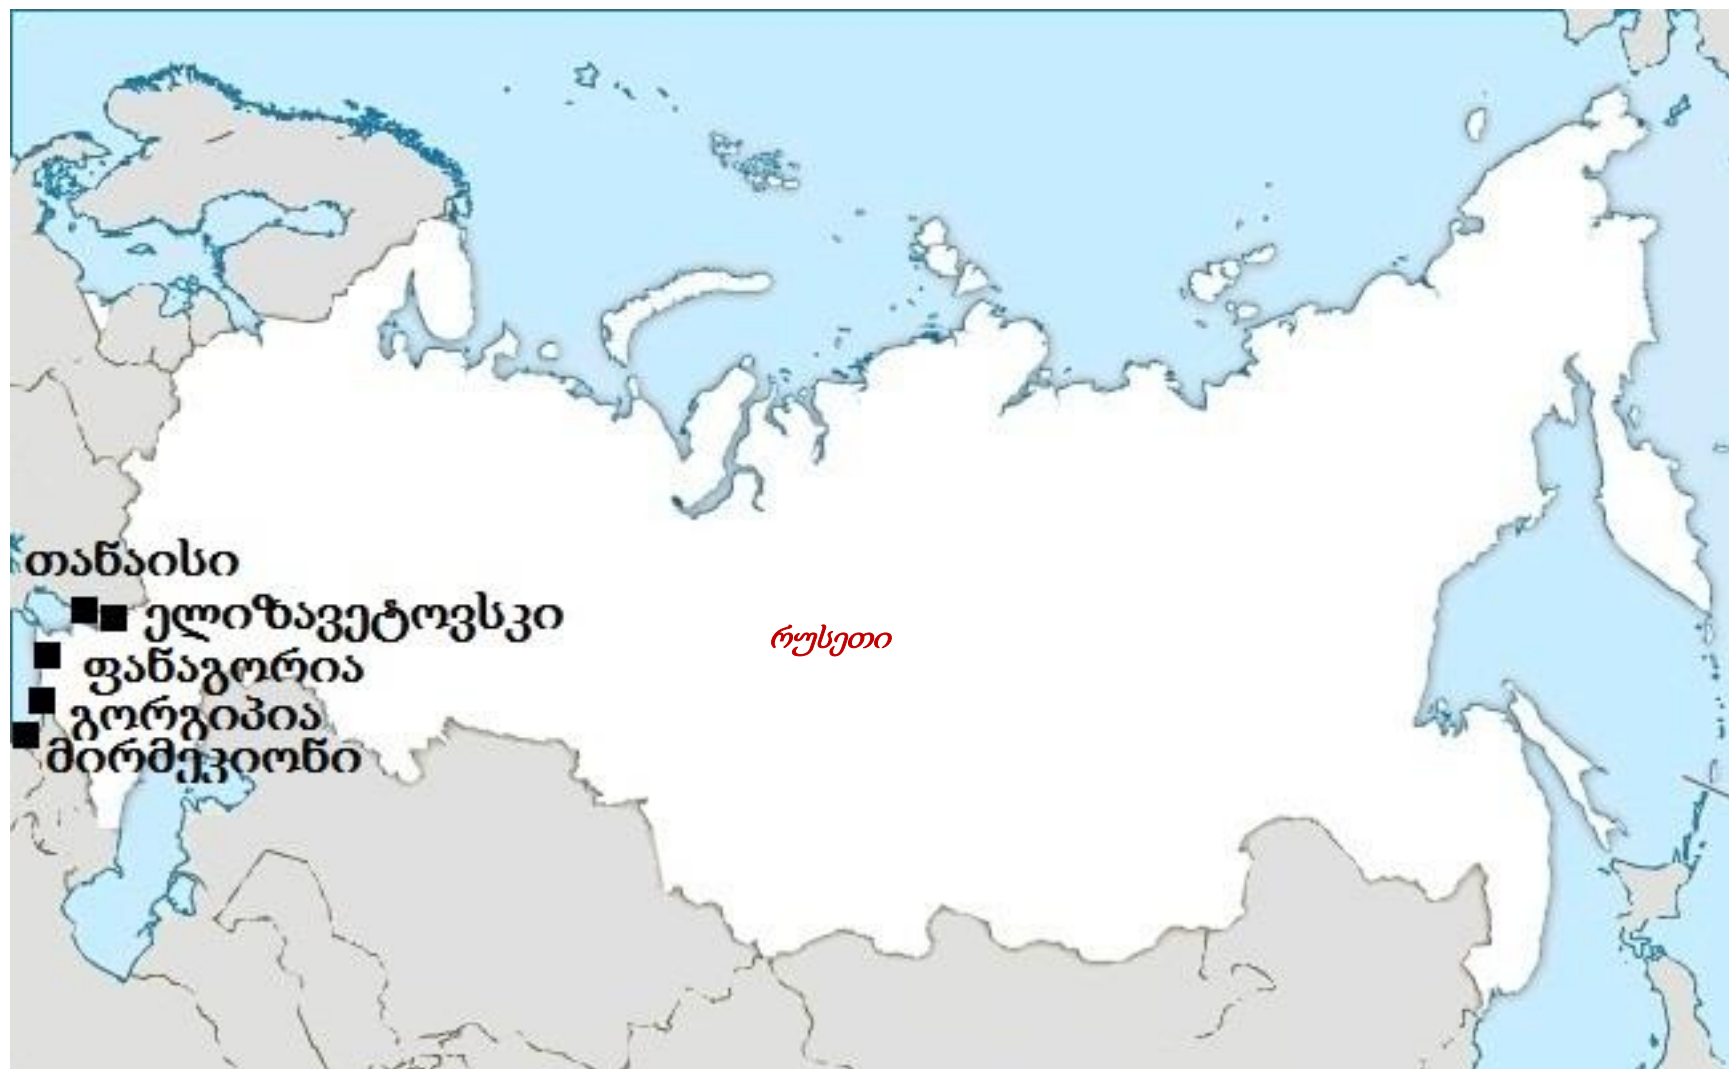 თანაისი
ელიზავეტოვსკი
ფანაგორია
გორგიპია
მირმეკიონი
რუსეთი